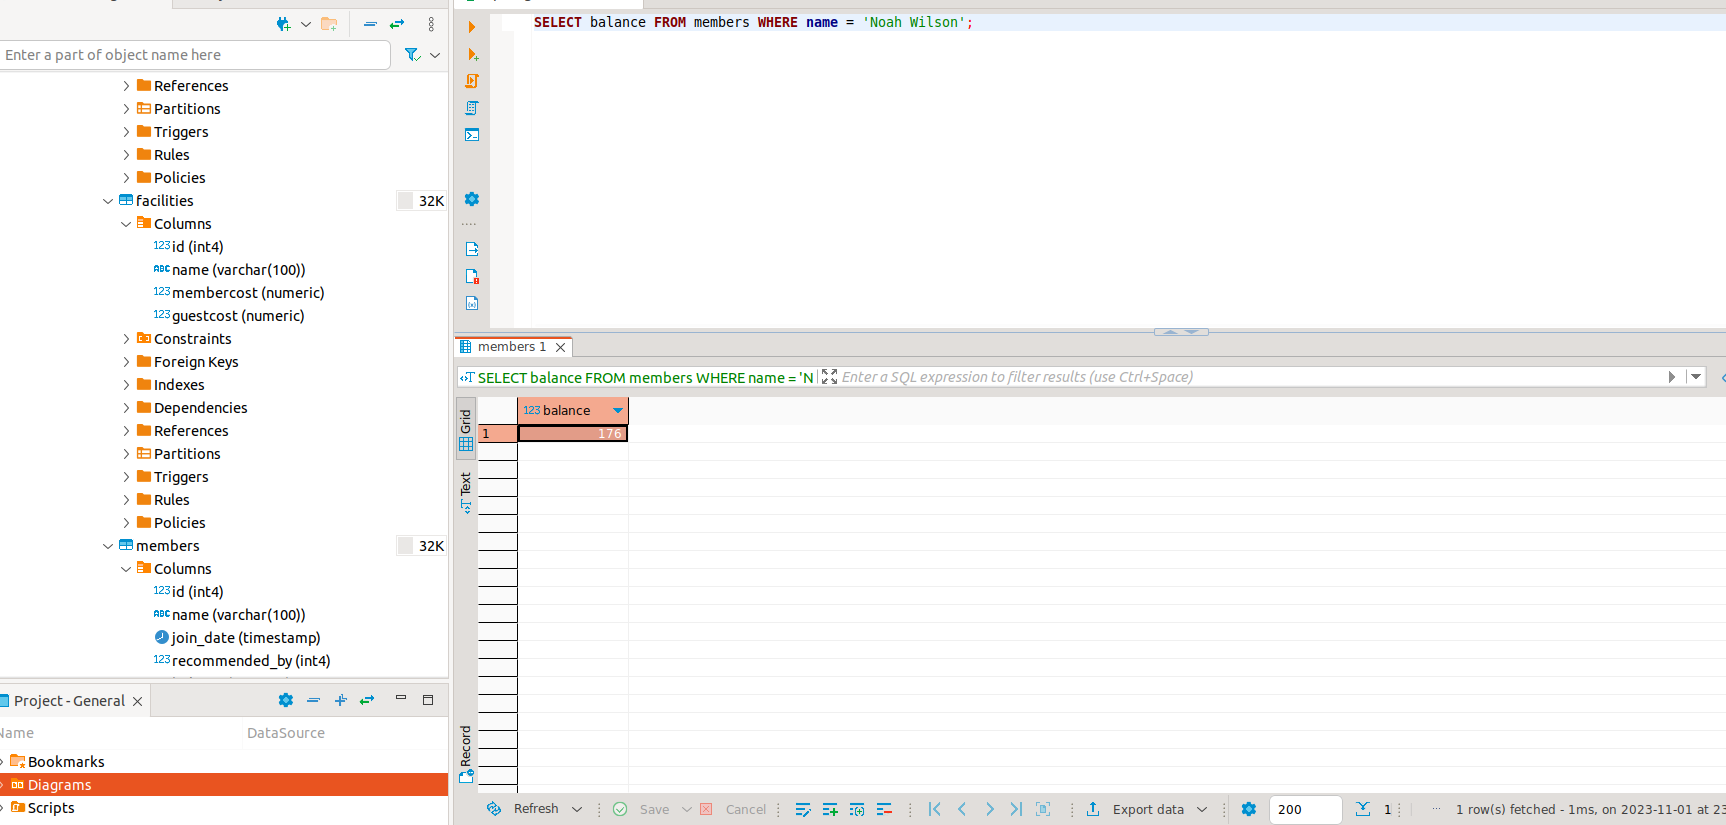 Enter a part of object name here
References
Partitions
Triggers
Rules
Policies
facilities 32K
Columns
123 id (int4)
ABC name (varchar(100))
123 membercost (numeric)
123 guestcost (numeric)
Constraints
Foreign Keys
Indexes
Dependencies
References
Partitions
Triggers
Rules
Policies
members 32K
Columns
123 id (int4)
ABC name (varchar(100))
join_date (timestamp)
123 recommended_by (int4)
Project - General
Name DataSource
Bookmarks
Diagrams
Scripts
SELECT balance FROM members WHERE name = 'Noah Wilson';
members 1
SELECT balance FROM members WHERE name = 'N
Enter a SQL expression to filter results (use Ctrl+Space)
Grid
Text
Record
123 balance
1 176
Refresh Save Cancel Export data 200 1 ... 1 row(s) fetched - 1ms, on 2023-11-01 at 23